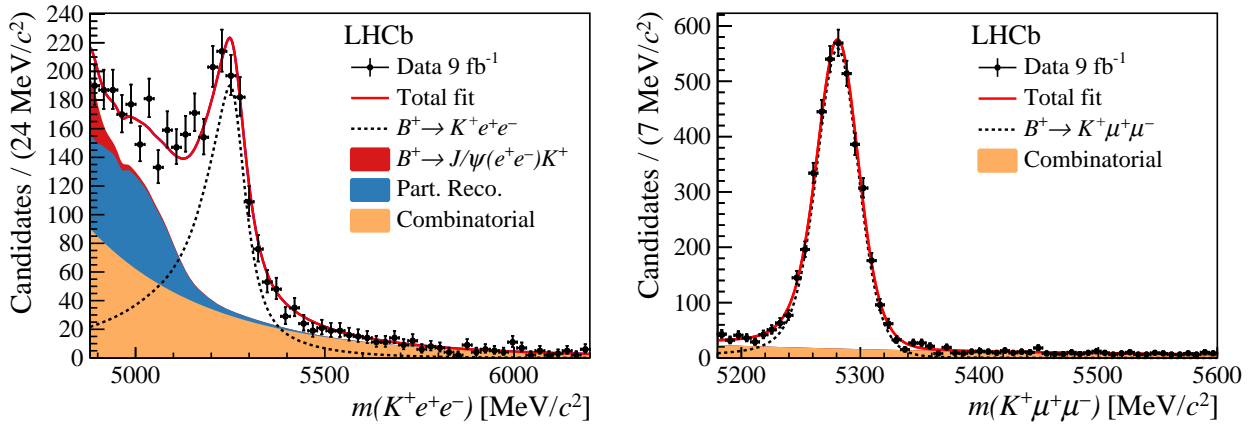 Candidates / (24 MeV/c²)
240
220
200
180
160
140
120
100
80
60
40
20
0
LHCb
Data 9 fb⁻¹
Total fit
B⁺→ K⁺e⁺e⁻
B⁺→ J/ψ(e⁺e⁻)K⁺
Part. Reco.
Combinatorial
5000 5500 6000
m(K⁺e⁺e⁻) [MeV/c²]
Candidates / (7 MeV/c²)
600
500
400
300
200
100
0
LHCb
Data 9 fb⁻¹
Total fit
B⁺→ K⁺μ⁺μ⁻
Combinatorial
5200 5300 5400 5500 5600
m(K⁺μ⁺μ⁻) [MeV/c²]